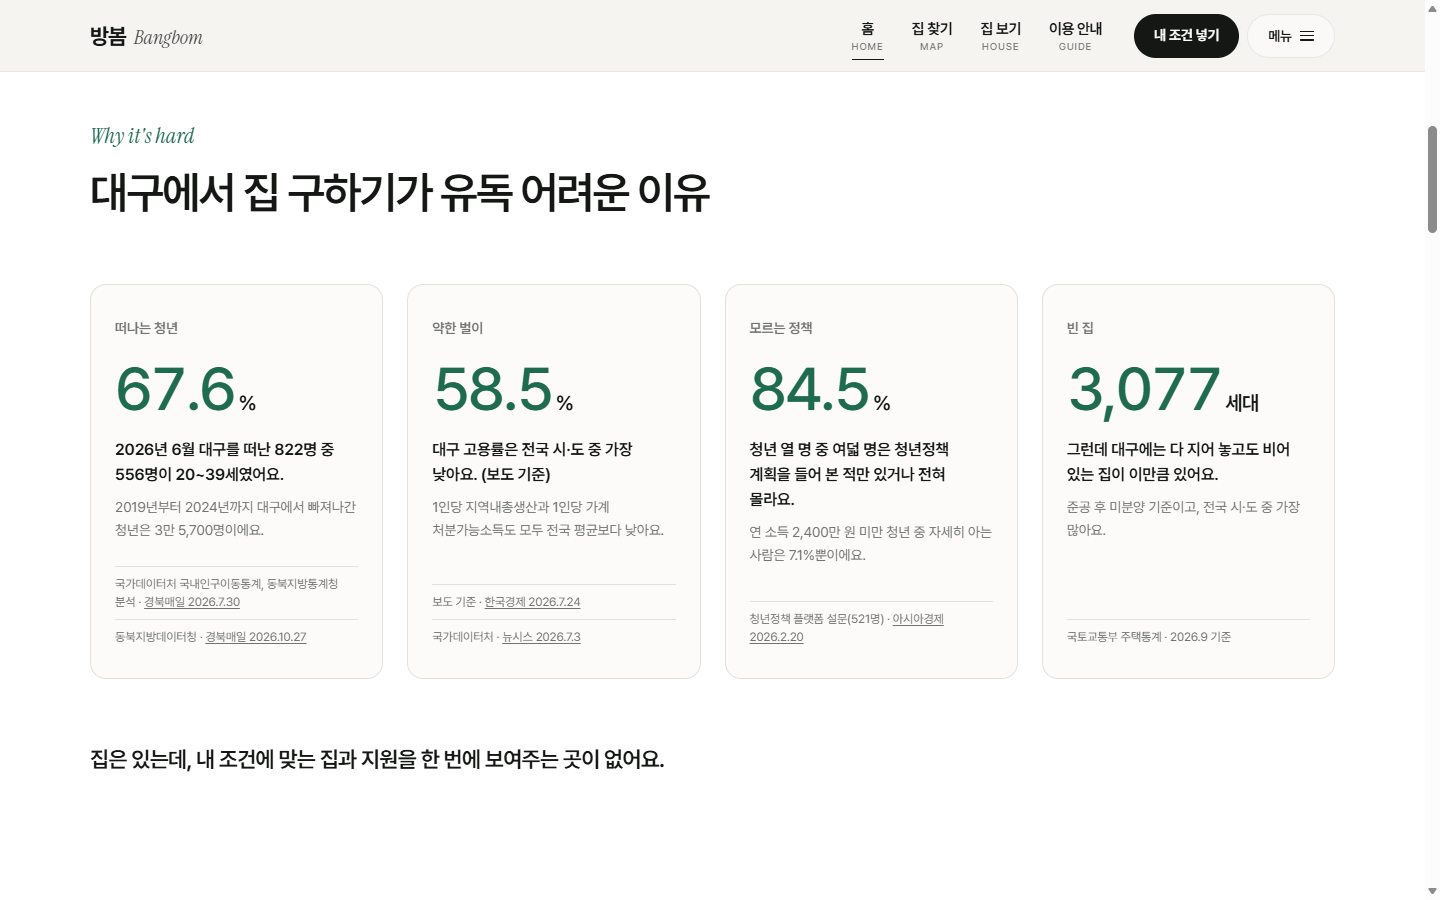 방봄 Bangbom
홈
HOME
집 찾기
MAP
집 보기
HOUSE
이용 안내
GUIDE
내 조건 넣기
메뉴
Why it's hard
대구에서 집 구하기가 유독 어려운 이유
떠나는 청년
67.6%
2026년 6월 대구를 떠난 822명 중
556명이 20~39세였어요.
2019년부터 2024년까지 대구에서 빠져나간
청년은 3만 5,700명이에요.
국가데이터처 국내인구이동통계, 동북지방통계청
분석 · 경북매일 2026.7.30
동북지방데이터청 · 경북매일 2026.10.27
약한 벌이
58.5%
대구 고용률은 전국 시·도 중 가장
낮아요. (보도 기준)
1인당 지역내총생산과 1인당 가계
처분가능소득도 모두 전국 평균보다 낮아요.
보도 기준 · 한국경제 2026.7.24
국가데이터처 · 뉴시스 2026.7.3
모르는 정책
84.5%
청년 열 명 중 여덟 명은 청년정책
계획을 들어 본 적만 있거나 전혀
몰라요.
연 소득 2,400만 원 미만 청년 중 자세히 아는
사람은 7.1%뿐이에요.
청년정책 플랫폼 설문(521명) · 아시아경제
2026.2.20
빈 집
3,077세대
그런데 대구에는 다 지어 놓고도 비어
있는 집이 이만큼 있어요.
준공 후 미분양 기준이고, 전국 시·도 중 가장
많아요.
국토교통부 주택통계 · 2026.9 기준
집은 있는데, 내 조건에 맞는 집과 지원을 한 번에 보여주는 곳이 없어요.